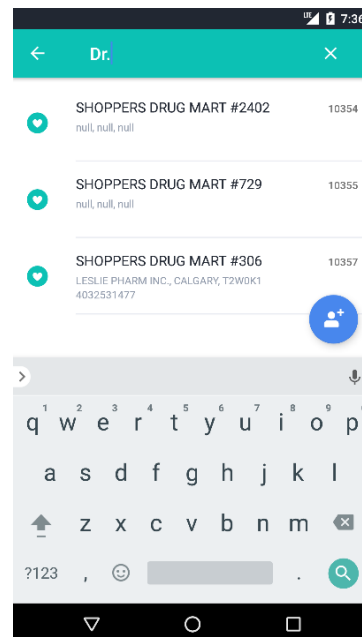 LTE 7:36
Dr.
SHOPPERS DRUG MART #2402 10354
null, null, null
SHOPPERS DRUG MART #729 10355
null, null, null
SHOPPERS DRUG MART #306 10357
LESLIE PHARM INC., CALGARY, T2W0K1
4032531477
1 2 3 4 5 6 7 8 9
q w e r t y u i o p
a s d f g h j k l
z x c v b n m
?123 , .